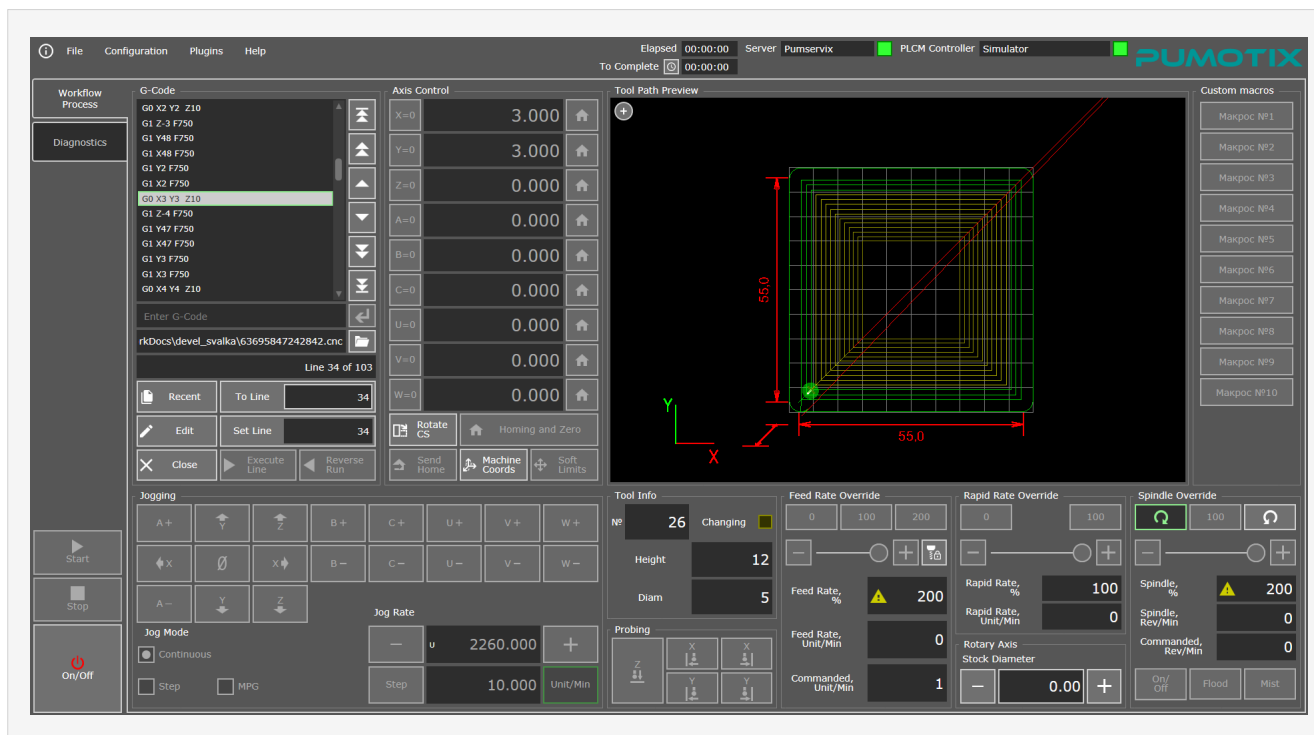 File Configuration Plugins Help
Elapsed 00:00:00 Server Pumservix PLCM Controller Simulator
To Complete 00:00:00
PUMOTIX
Workflow
Process
Diagnostics
Start
Stop
On/Off
G-Code
G0 X2 Y2 Z10
G1 Z-3 F750
G1 Y48 F750
G1 X48 F750
G1 Y2 F750
G1 X2 F750
G0 X3 Y3 Z10
G1 Z-4 F750
G1 Y47 F750
G1 X47 F750
G1 Y3 F750
G1 X3 F750
G0 X4 Y4 Z10
Enter G-Code
rkDocs\devel_svalka\63695847242842.cnc
Line 34 of 103
Recent To Line 34
Edit Set Line 34
Close Execute Line Reverse Run
Axis Control
X=0 3.000
Y=0 3.000
Z=0 0.000
A=0 0.000
B=0 0.000
C=0 0.000
U=0 0.000
V=0 0.000
W=0 0.000
Rotate CS Homing and Zero
Send Home Machine Coords Soft Limits
Tool Path Preview
55.0
55.0
Y
X
Custom macros
Макрос №1
Макрос №2
Макрос №3
Макрос №4
Макрос №5
Макрос №6
Макрос №7
Макрос №8
Макрос №9
Макрос №10
Jogging
A+ Y Z B+ C+ U+ V+ W+
X Ø X B− C− U− V− W−
A− Y Z
Jog Mode
Continuous
Step MPG
Jog Rate
− U 2260.000 +
Step 10.000 Unit/Min
Tool Info
№ 26 Changing
Height 12
Diam 5
Probing
Z X X
Y Y
Feed Rate Override
0 100 200
− +
Feed Rate, % 200
Feed Rate, Unit/Min 0
Commanded, Unit/Min 1
Rapid Rate Override
0 100
− +
Rapid Rate, % 100
Rapid Rate, Unit/Min 0
Rotary Axis
Stock Diameter
− 0.00 +
Spindle Override
100
− +
Spindle, % 200
Spindle, Rev/Min 0
Commanded, Rev/Min 0
On/Off Flood Mist